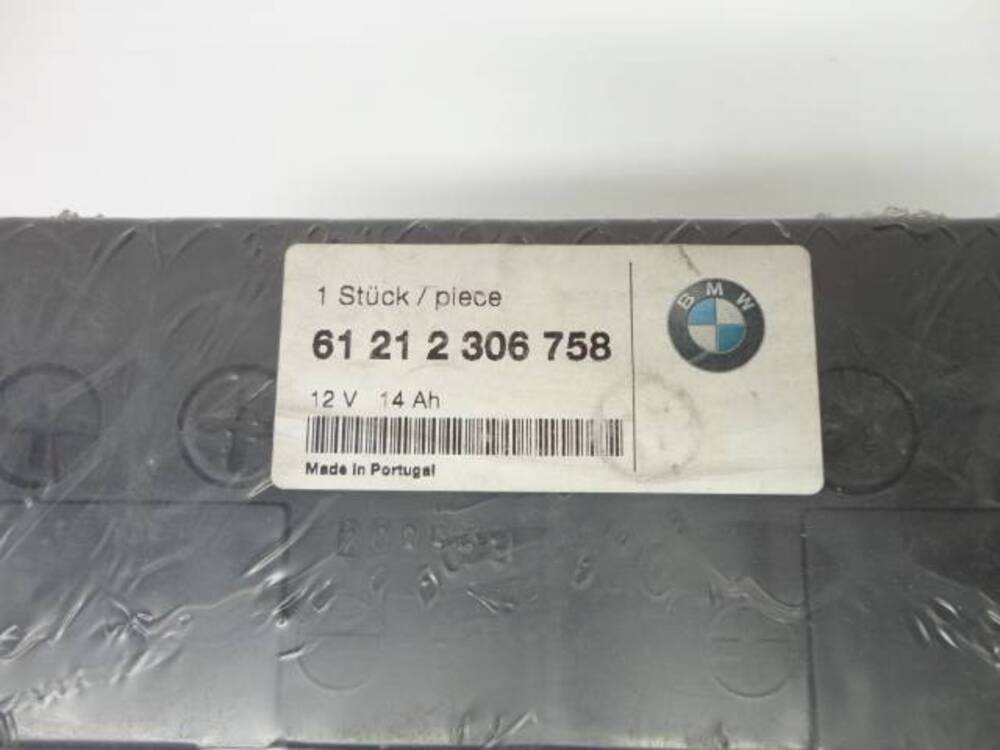 1 Stück / piece
BMW
61 21 2 306 758
12 V 14 Ah
Made in Portugal